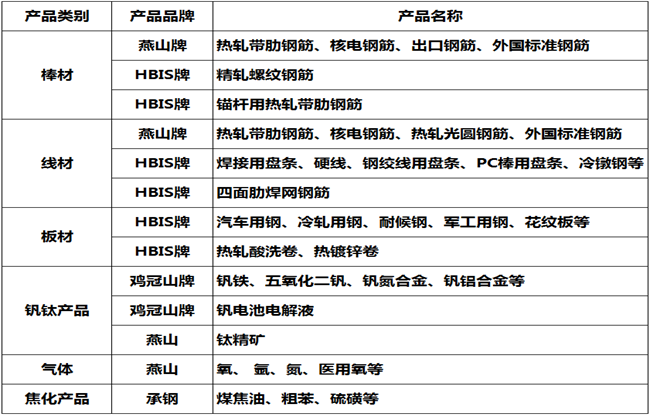 产品类别 产品品牌 产品名称
棒材 燕山牌 热轧带肋钢筋、核电钢筋、出口钢筋、外国标准钢筋
HBIS牌 精轧螺纹钢筋
HBIS牌 锚杆用热轧带肋钢筋
线材 燕山牌 热轧带肋钢筋、核电钢筋、热轧光圆钢筋、外国标准钢筋
HBIS牌 焊接用盘条、硬线、钢绞线用盘条、PC棒用盘条、冷镦钢等
HBIS牌 四面肋焊网钢筋
板材 HBIS牌 汽车用钢、冷轧用钢、耐候钢、军工用钢、花纹板等
HBIS牌 热轧酸洗卷、热镀锌卷
钒钛产品 鸡冠山牌 钒铁、五氧化二钒、钒氮合金、钒铝合金等
鸡冠山牌 钒电池电解液
燕山 钛精矿
气体 燕山 氧、 氩、氮、医用氧等
焦化产品 承钢 煤焦油、粗苯、硫磺等